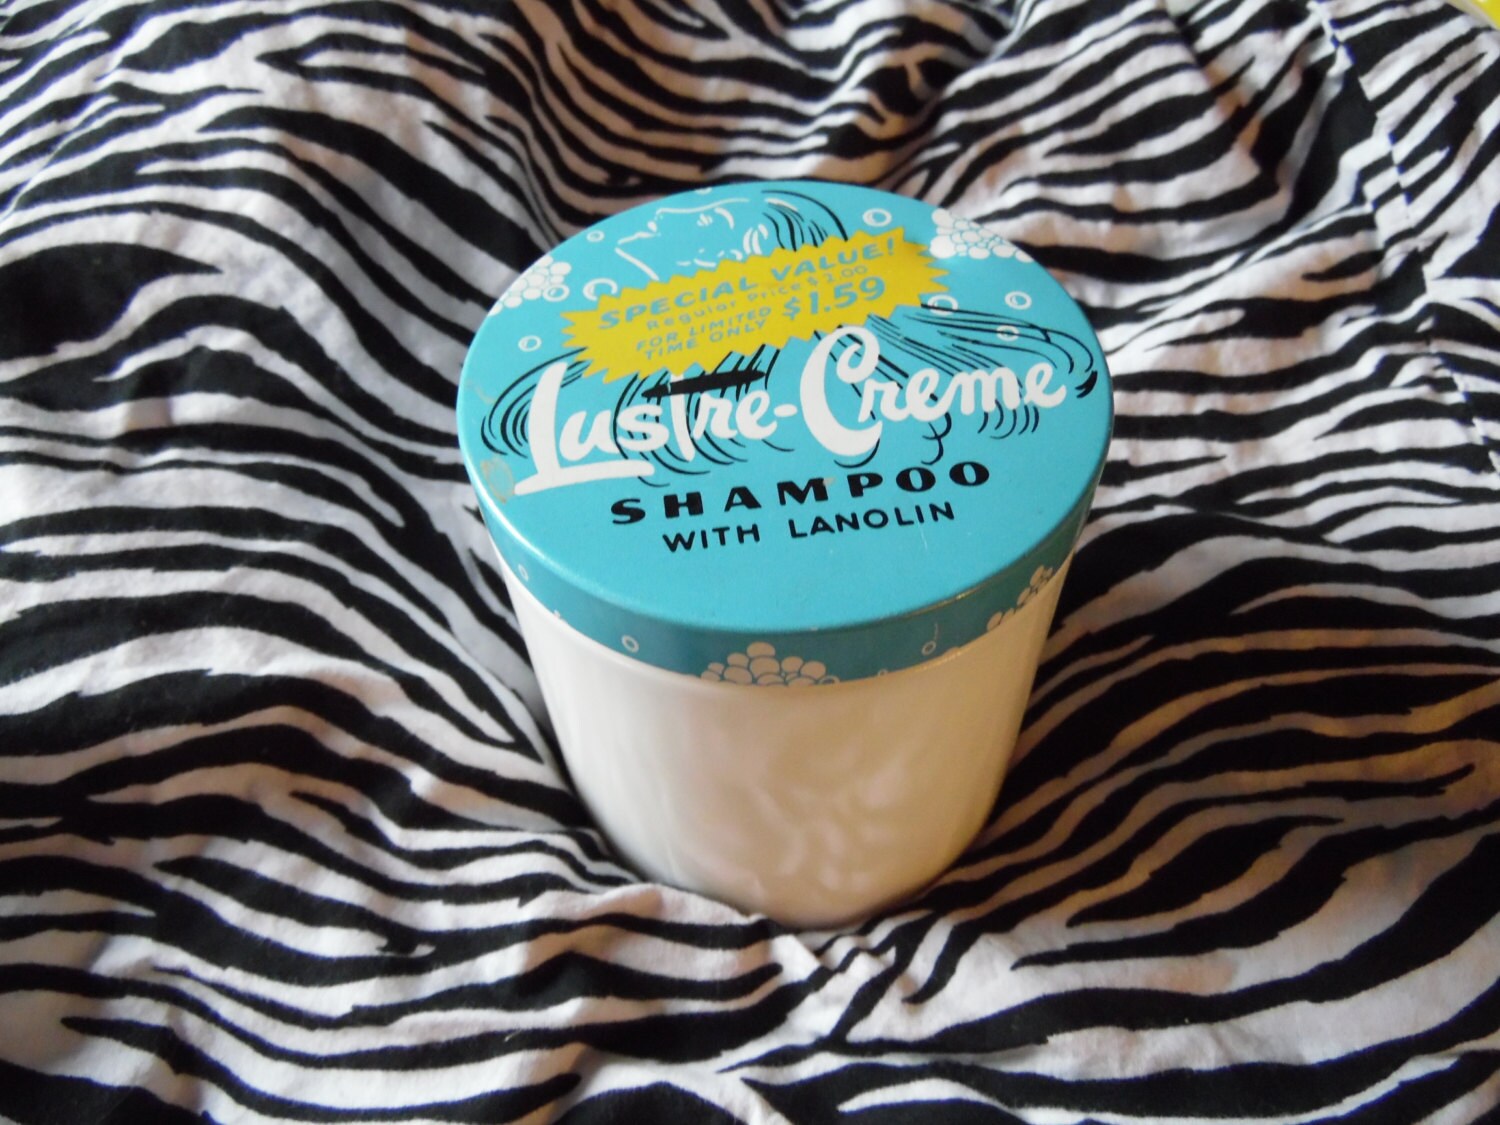 SPECIAL VALUE!
Regular Price $2.00
FOR LIMITED
TIME ONLY
$1.59
Lustre-Creme
SHAMPOO
WITH LANOLIN